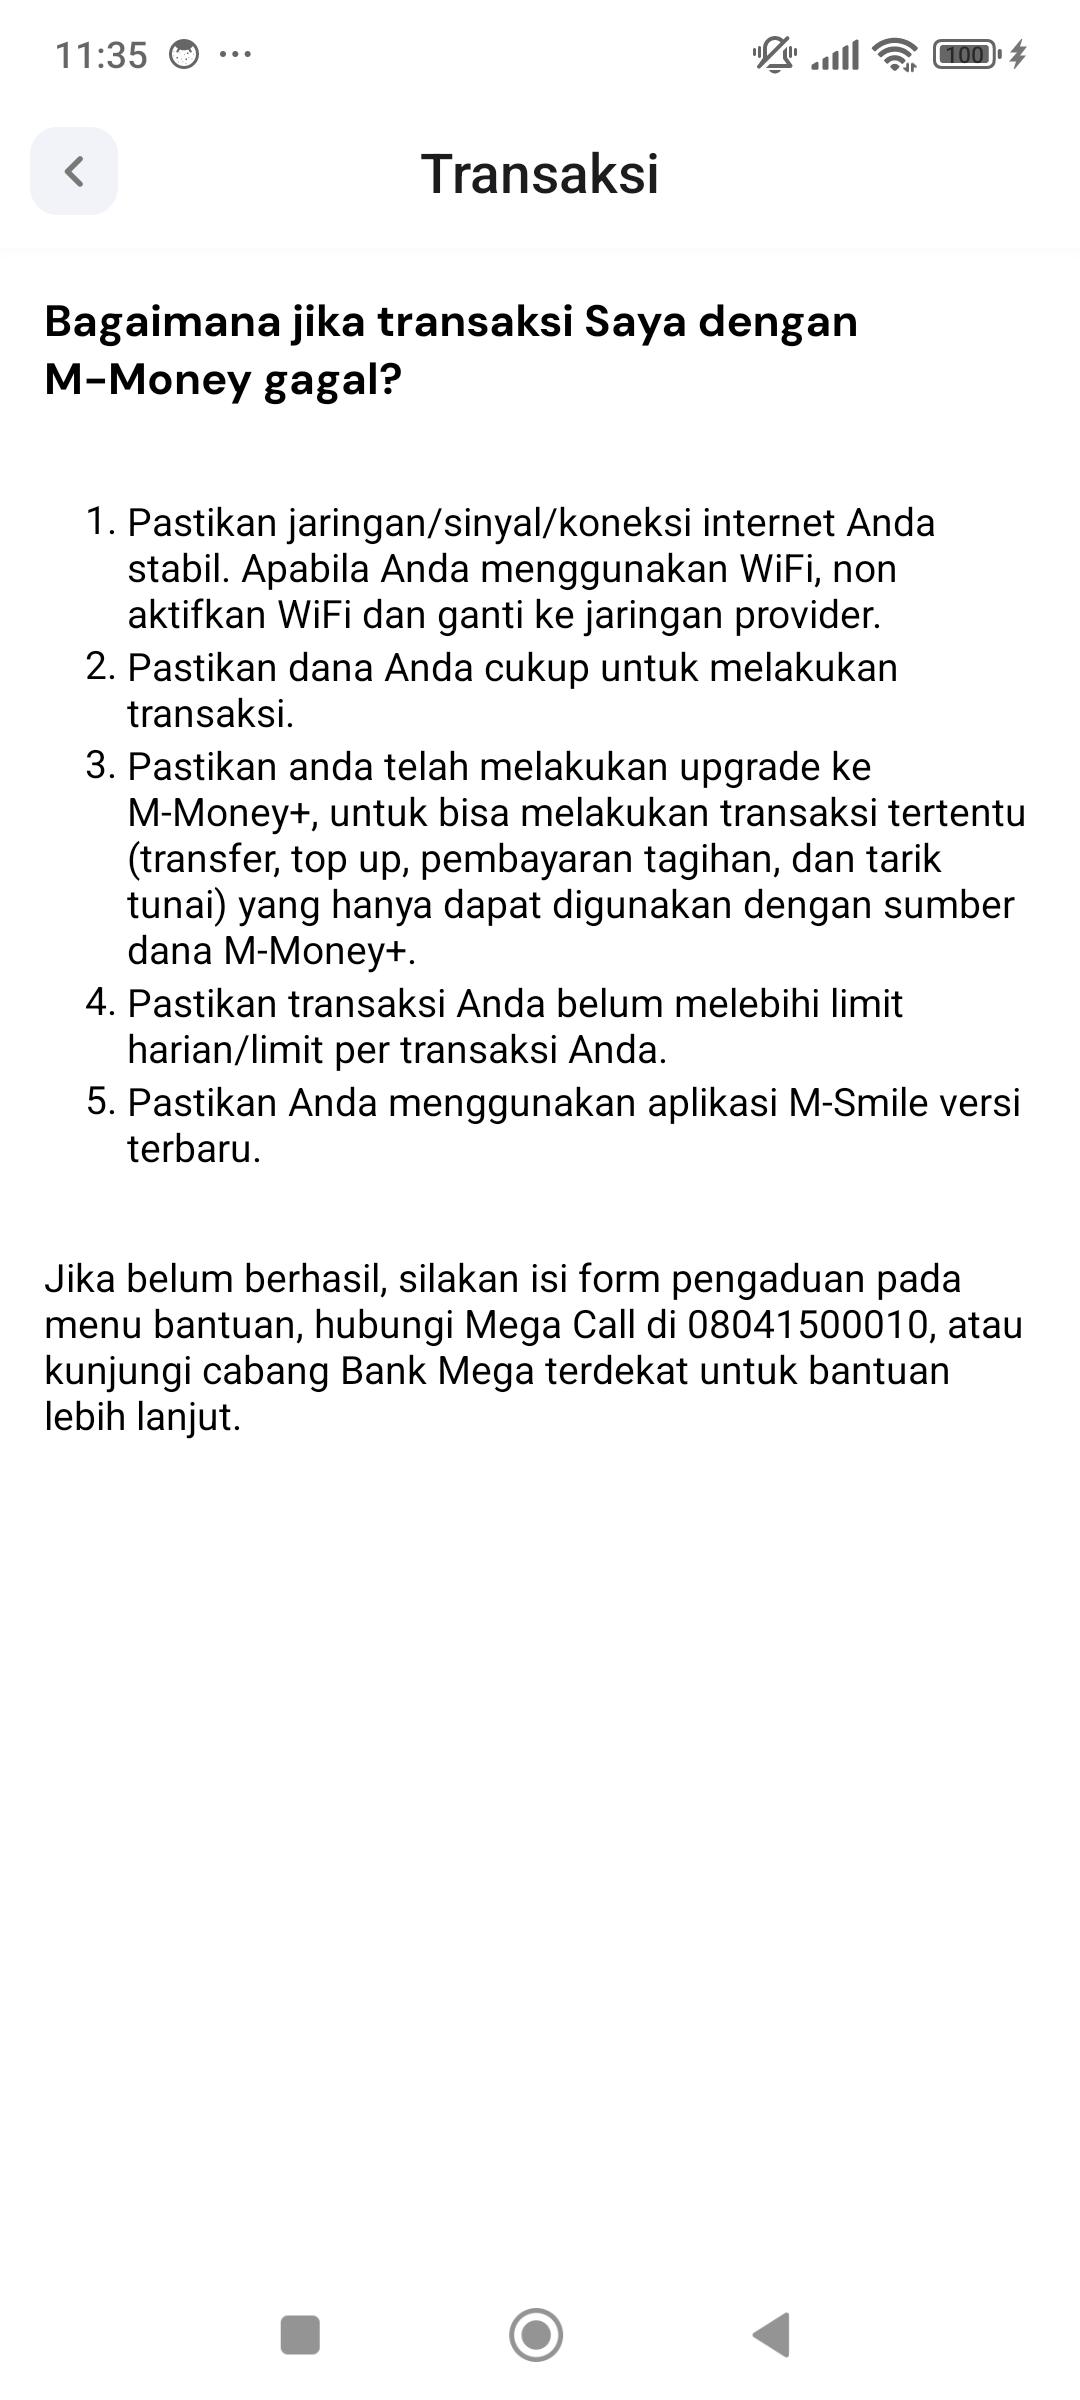 11:35
100
Transaksi
Bagaimana jika transaksi Saya dengan
M-Money gagal?
1. Pastikan jaringan/sinyal/koneksi internet Anda
stabil. Apabila Anda menggunakan WiFi, non
aktifkan WiFi dan ganti ke jaringan provider.
2. Pastikan dana Anda cukup untuk melakukan
transaksi.
3. Pastikan anda telah melakukan upgrade ke
M-Money+, untuk bisa melakukan transaksi tertentu
(transfer, top up, pembayaran tagihan, dan tarik
tunai) yang hanya dapat digunakan dengan sumber
dana M-Money+.
4. Pastikan transaksi Anda belum melebihi limit
harian/limit per transaksi Anda.
5. Pastikan Anda menggunakan aplikasi M-Smile versi
terbaru.
Jika belum berhasil, silakan isi form pengaduan pada
menu bantuan, hubungi Mega Call di 08041500010, atau
kunjungi cabang Bank Mega terdekat untuk bantuan
lebih lanjut.